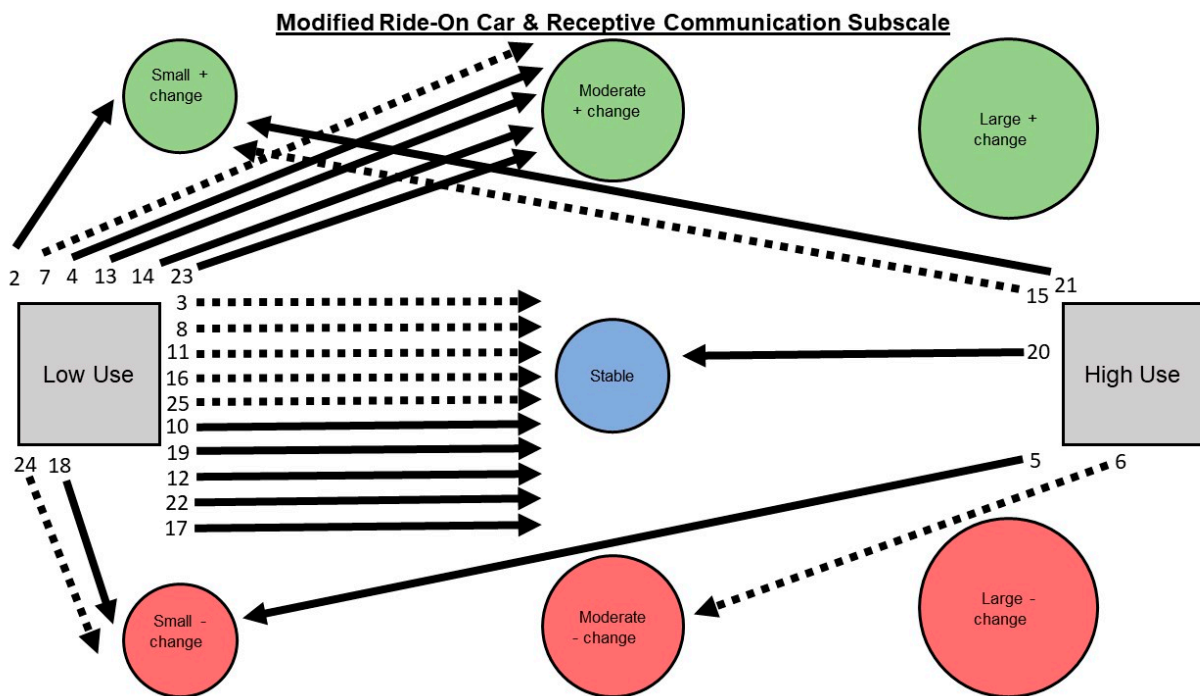 Modified Ride-On Car & Receptive Communication Subscale
Small +
change
Moderate
+ change
Large +
change
2 7 4 13 14 23
21
15
3
8
11
16
25
10
19
12
22
17
Low Use
Stable
20
High Use
24 18
5 6
Small -
change
Moderate
- change
Large -
change